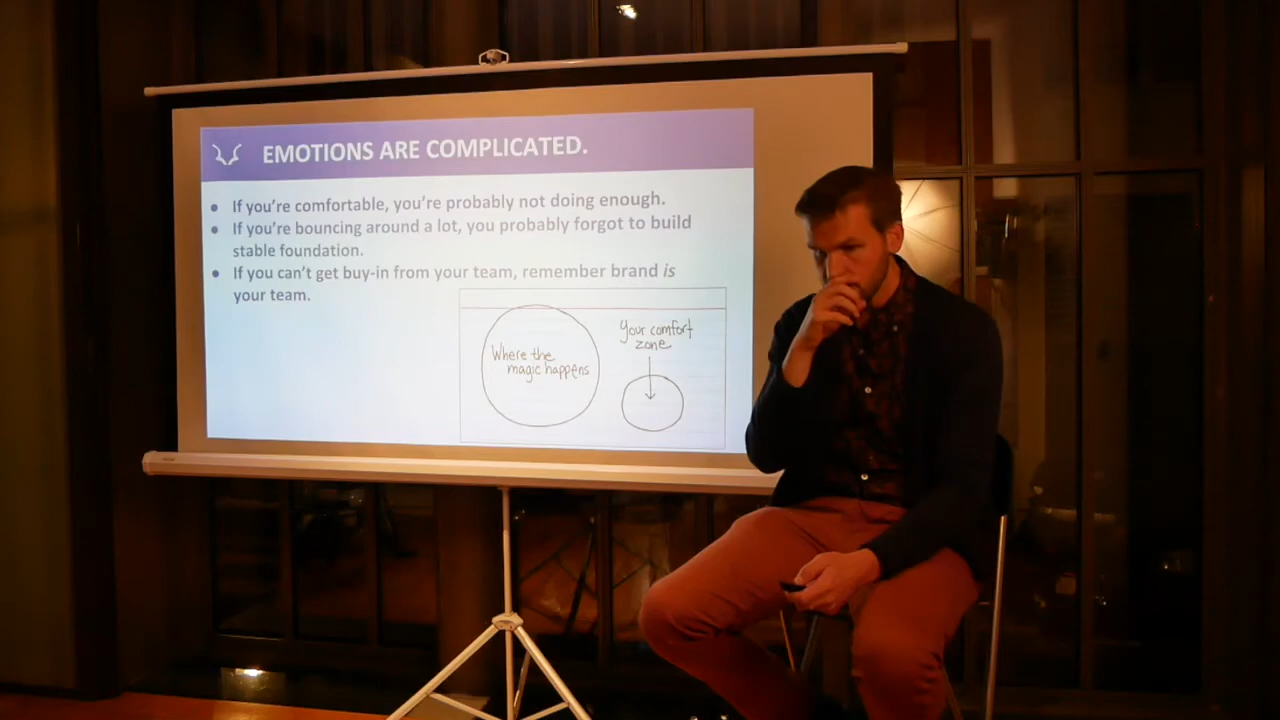 EMOTIONS ARE COMPLICATED.
● If you're comfortable, you're probably not doing enough.
● If you're bouncing around a lot, you probably forgot to build
stable foundation.
● If you can't get buy-in from your team, remember brand is
your team.
Where the
magic happens
Your comfort
zone